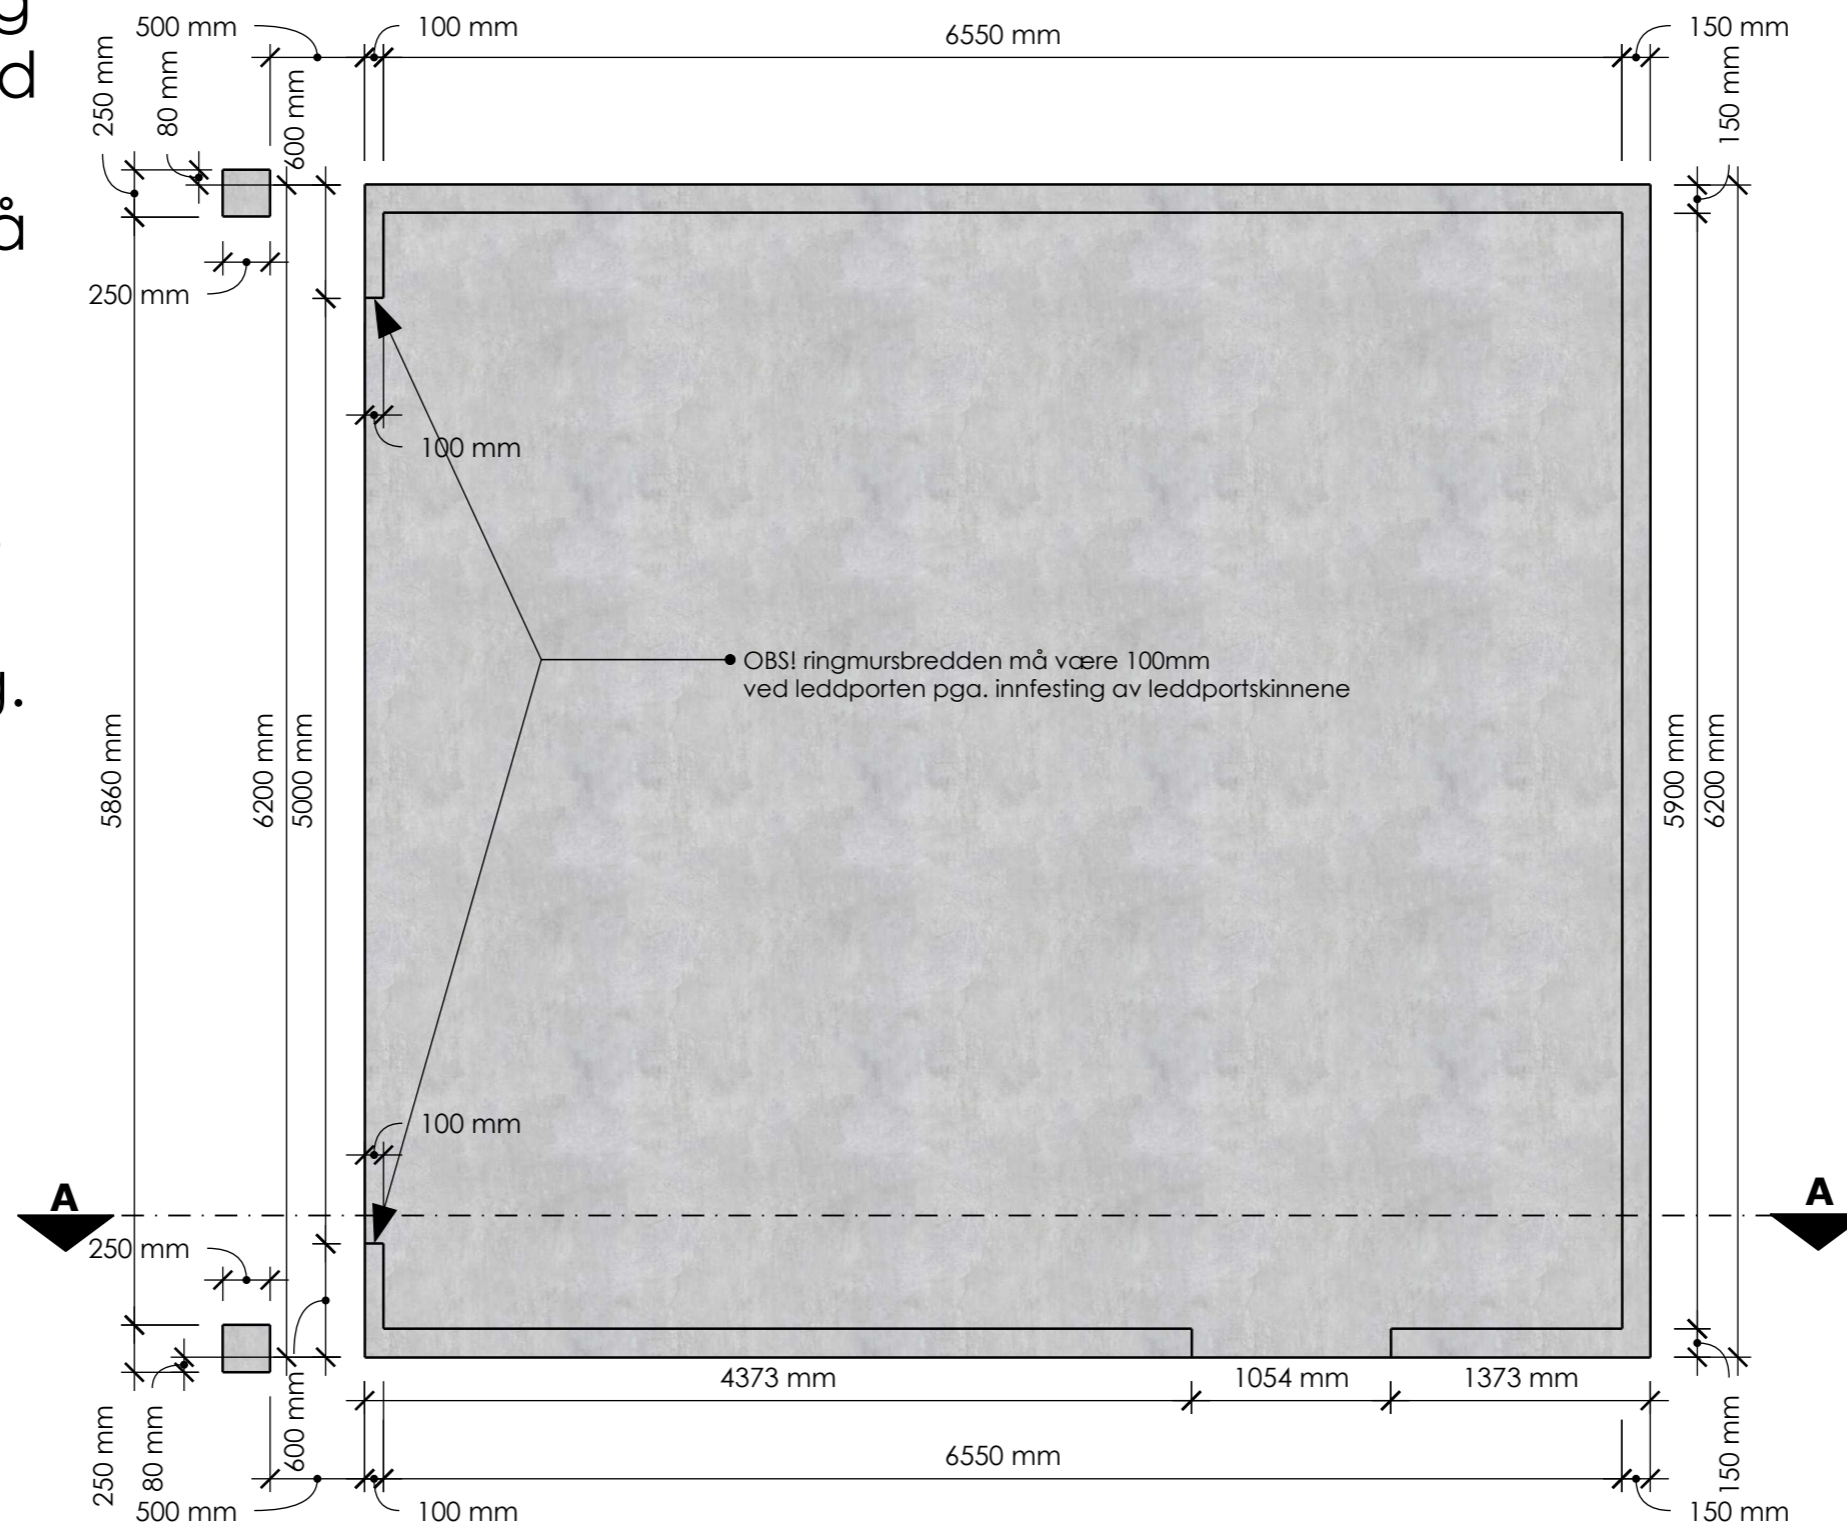 g
500 mm
100 mm
6550 mm
150 mm
d
250 mm
80 mm
600 mm
150 mm
å
250 mm
100 mm
OBS! ringmursbredden må være 100mm
ved leddporten pga. innfesting av leddportskinnene
g.
5860 mm
6200 mm
5000 mm
5900 mm
6200 mm
100 mm
A
A
250 mm
4373 mm
1054 mm
1373 mm
250 mm
80 mm
600 mm
150 mm
6550 mm
500 mm
100 mm
150 mm